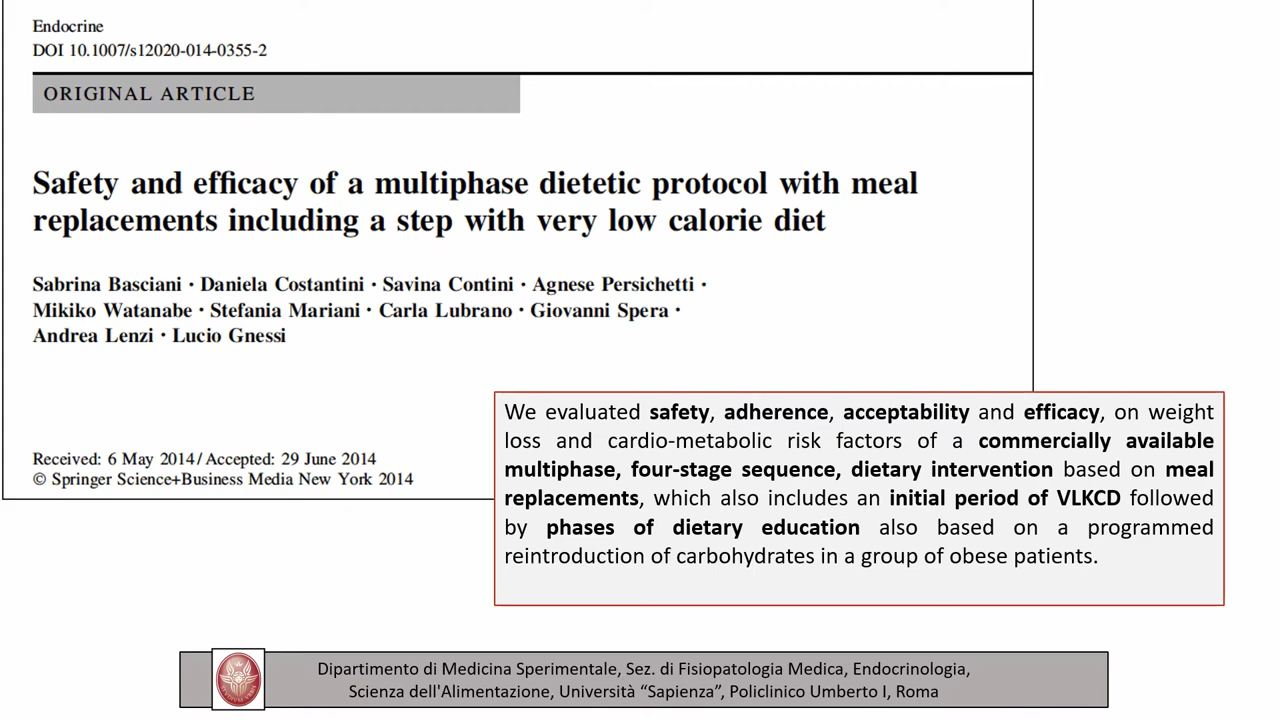 Endocrine
DOI 10.1007/s12020-014-0355-2
ORIGINAL ARTICLE
Safety and efficacy of a multiphase dietetic protocol with meal
replacements including a step with very low calorie diet
Sabrina Basciani · Daniela Costantini · Savina Contini · Agnese Persichetti ·
Mikiko Watanabe · Stefania Mariani · Carla Lubrano · Giovanni Spera ·
Andrea Lenzi · Lucio Gnessi
Received: 6 May 2014 / Accepted: 29 June 2014
© Springer Science+Business Media New York 2014
We evaluated safety, adherence, acceptability and efficacy, on weight
loss and cardio-metabolic risk factors of a commercially available
multiphase, four-stage sequence, dietary intervention based on meal
replacements, which also includes an initial period of VLKCD followed
by phases of dietary education also based on a programmed
reintroduction of carbohydrates in a group of obese patients.
Dipartimento di Medicina Sperimentale, Sez. di Fisiopatologia Medica, Endocrinologia,
Scienza dell'Alimentazione, Università “Sapienza”, Policlinico Umberto I, Roma